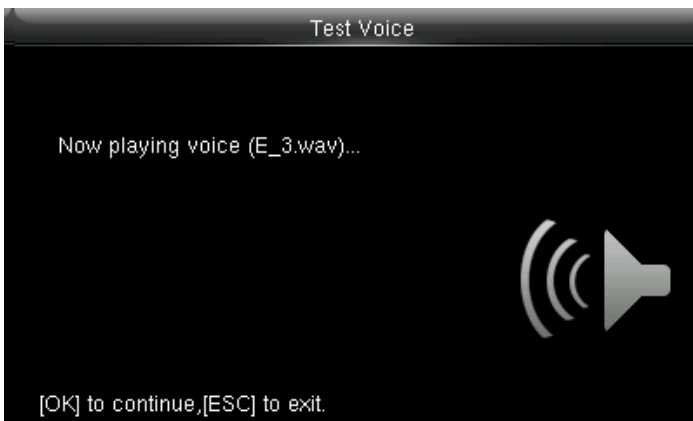 Test Voice
Now playing voice (E_3.wav)...
[OK] to continue,[ESC] to exit.